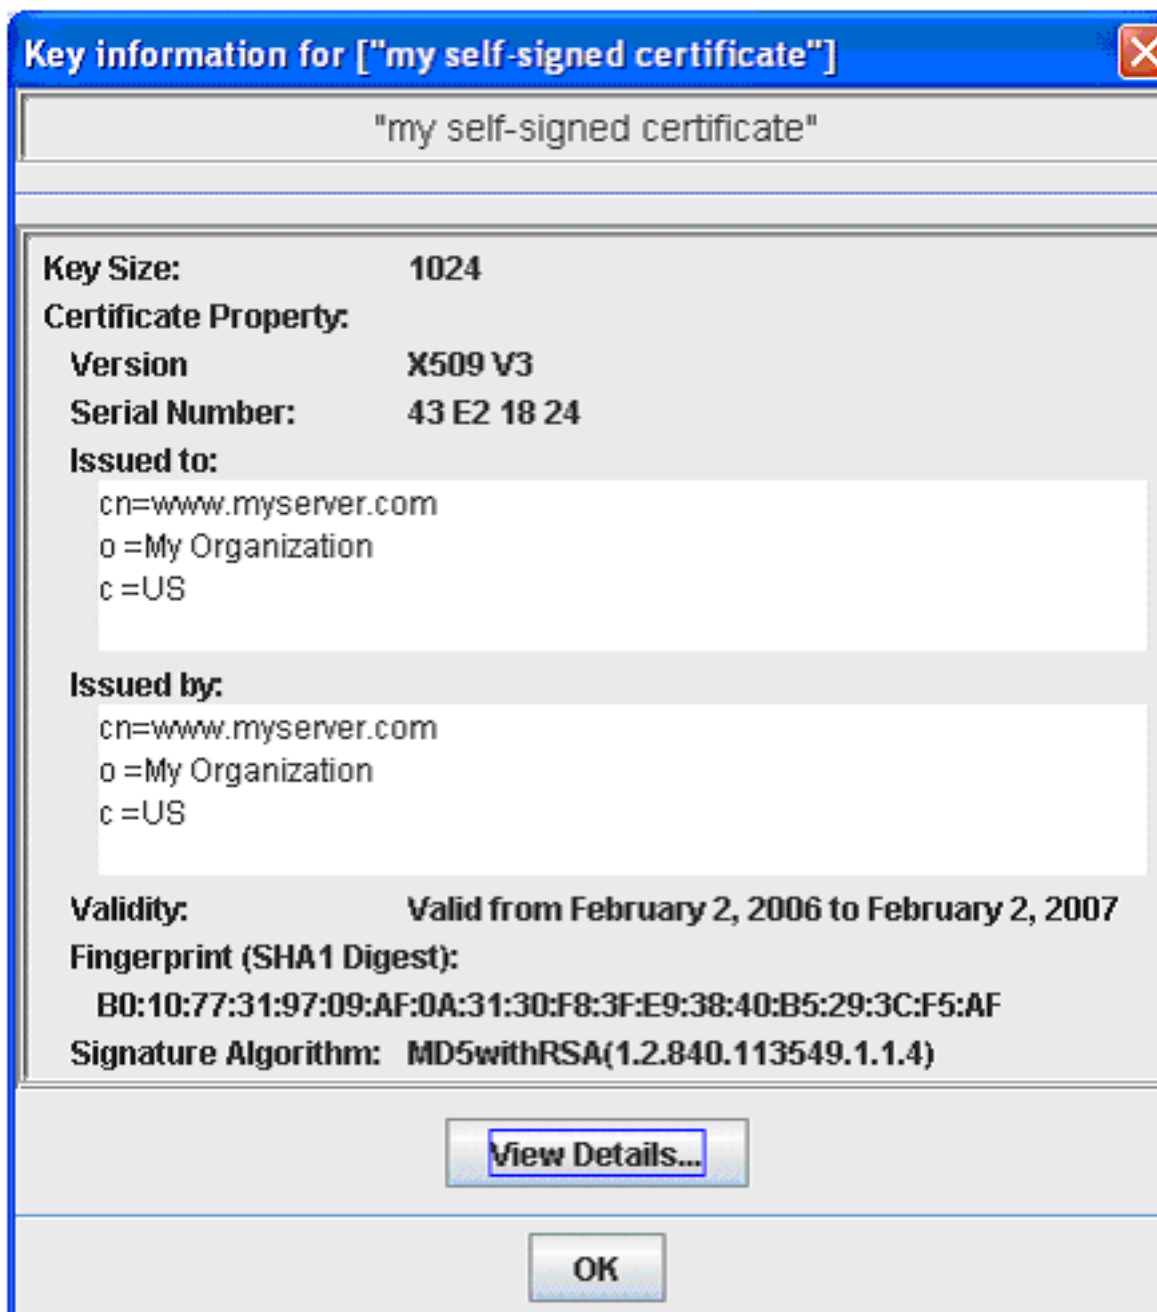 Key information for ["my self-signed certificate"]
"my self-signed certificate"
Key Size: 1024
Certificate Property:
Version X509 V3
Serial Number: 43 E2 18 24
Issued to:
cn=www.myserver.com
o =My Organization
c =US
Issued by:
cn=www.myserver.com
o =My Organization
c =US
Validity: Valid from February 2, 2006 to February 2, 2007
Fingerprint (SHA1 Digest):
B0:10:77:31:97:09:AF:0A:31:30:F8:3F:E9:38:40:B5:29:3C:F5:AF
Signature Algorithm: MD5withRSA(1.2.840.113549.1.1.4)
View Details...
OK